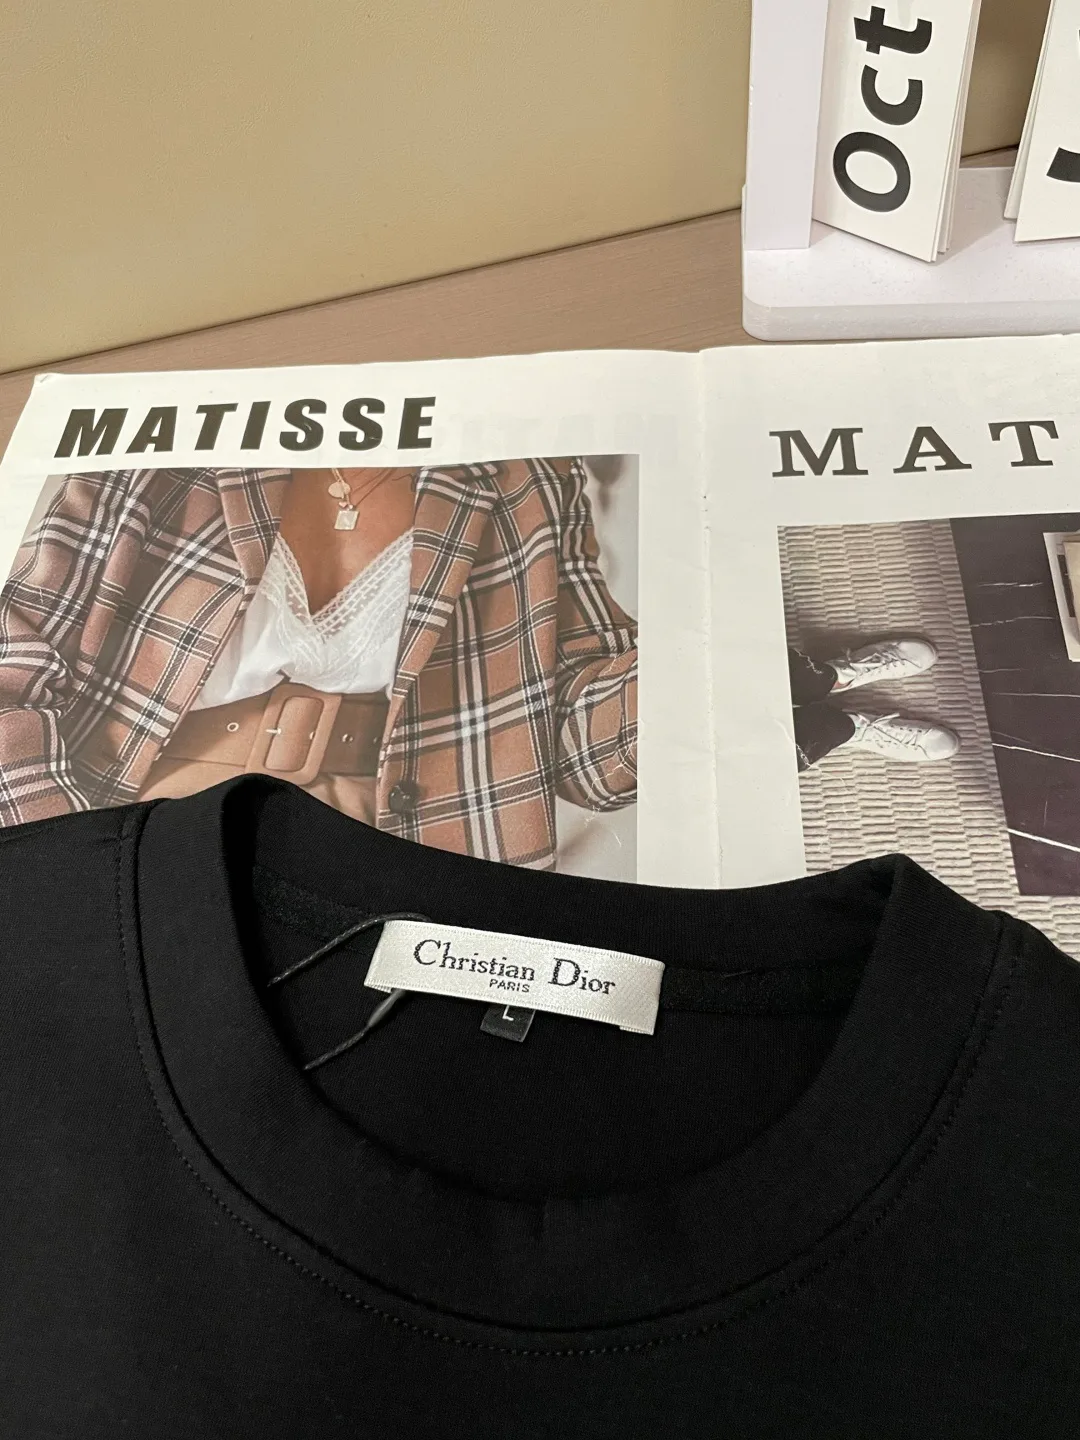 Oct
MATISSE
MAT
Christian Dior
PARIS
L